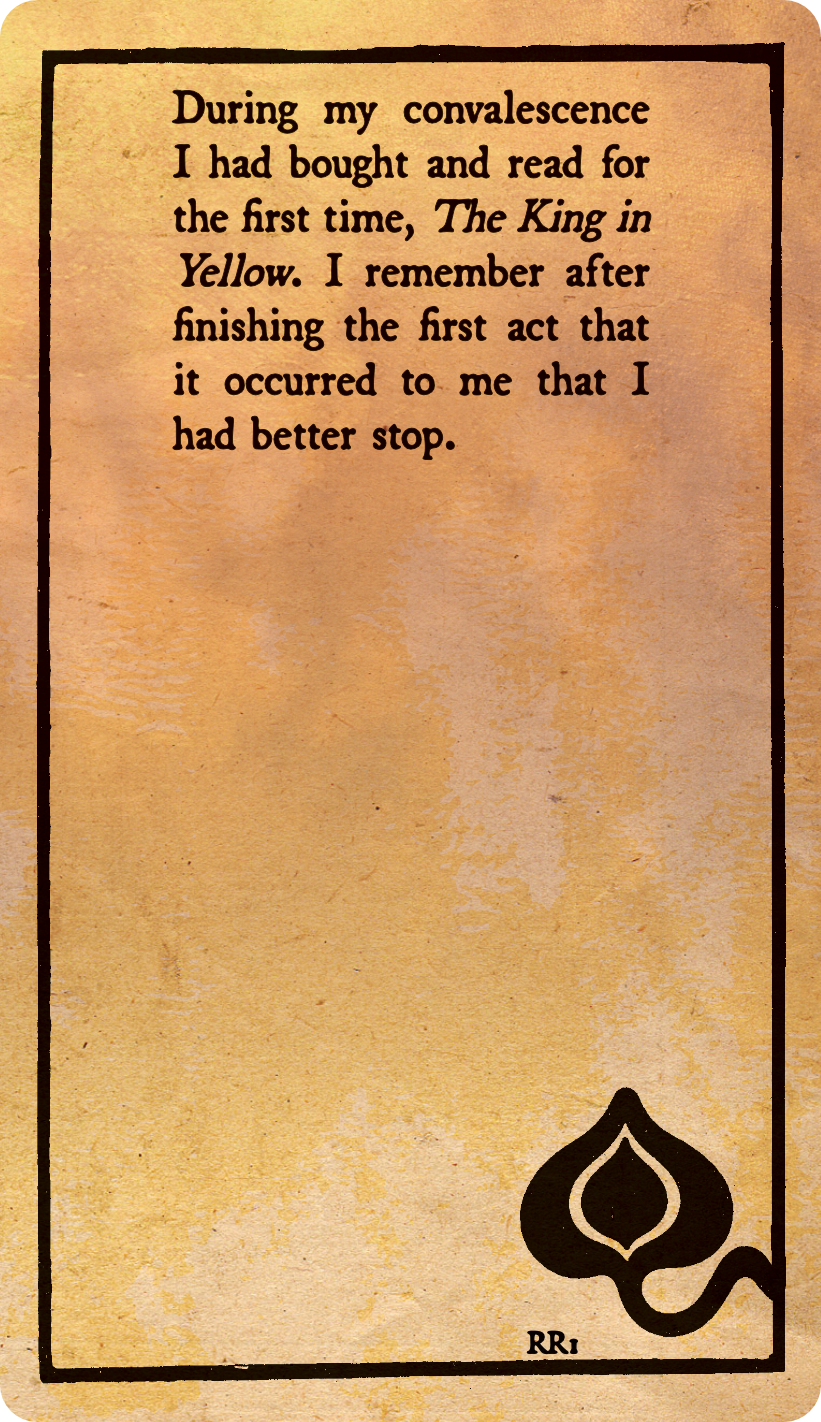 During my convalescence
I had bought and read for
the first time, The King in
Yellow. I remember after
finishing the first act that
it occurred to me that I
had better stop.
RR1